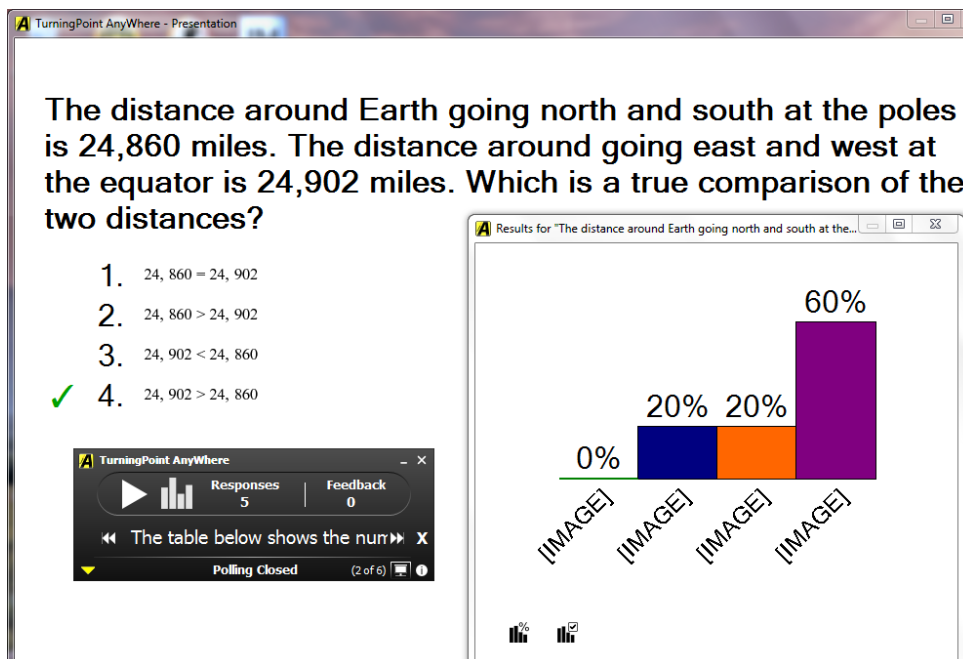 TurningPoint AnyWhere - Presentation
The distance around Earth going north and south at the poles
is 24,860 miles. The distance around going east and west at
the equator is 24,902 miles. Which is a true comparison of the
two distances?
1. 24, 860 = 24, 902
2. 24, 860 > 24, 902
3. 24, 902 < 24, 860
4. 24, 902 > 24, 860
TurningPoint AnyWhere
Responses Feedback
5 0
The table below shows the num
X
Polling Closed (2 of 6)
Results for "The distance around Earth going north and south at the...
60%
20% 20%
0%
[IMAGE] [IMAGE] [IMAGE] [IMAGE]
%